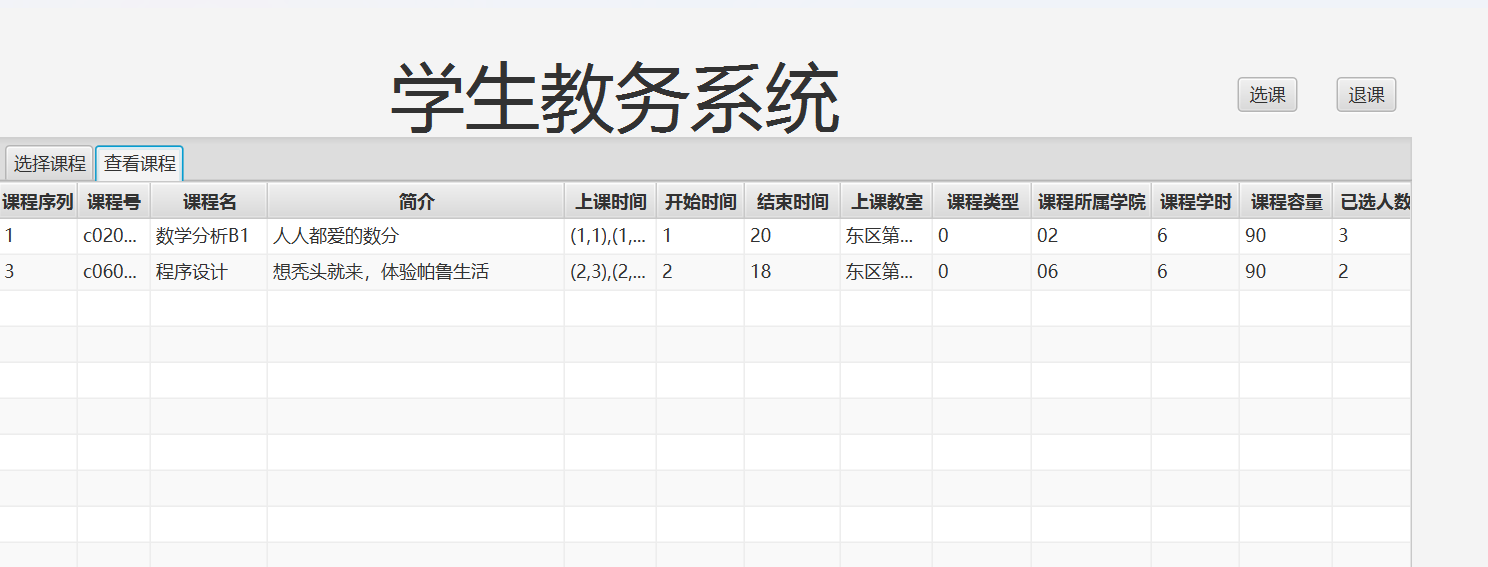 学生教务系统
选课 退课
选择课程 查看课程
课程序列 课程号 课程名 简介 上课时间 开始时间 结束时间 上课教室 课程类型 课程所属学院 课程学时 课程容量 已选人数
1 c020... 数学分析B1 人人都爱的数分 (1,1),(1,... 1 20 东区第... 0 02 6 90 3
3 c060... 程序设计 想秃头就来，体验帕鲁生活 (2,3),(2,... 2 18 东区第... 0 06 6 90 2